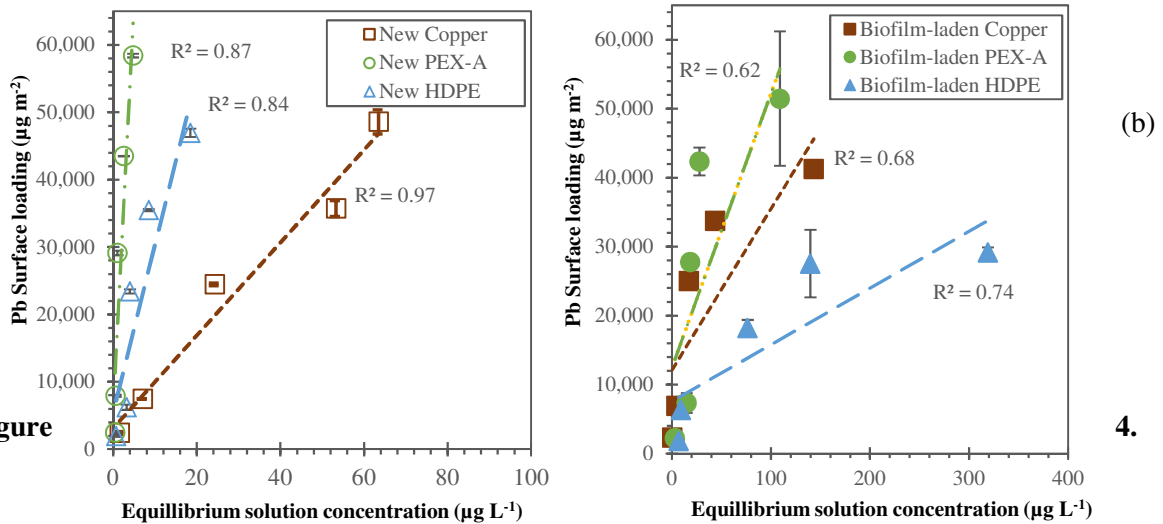 60,000
50,000
40,000
30,000
20,000
10,000
0
Pb Surface loading (µg m-2)
New Copper
New PEX-A
New HDPE
R² = 0.87
R² = 0.84
R² = 0.97
0 20 40 60 80 100
Equillibrium solution concentration (µg L-1)
60,000
50,000
40,000
30,000
20,000
10,000
0
Pb Surface loading (µg m-2)
Biofilm-laden Copper
Biofilm-laden PEX-A
Biofilm-laden HDPE
R² = 0.62
R² = 0.68
R² = 0.74
0 100 200 300 400
Equilibrium solution concentration (µg L-1)
(b)
gure 4.